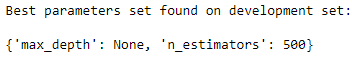 Best parameters set found on development set:
{'max_depth': None, 'n_estimators': 500}